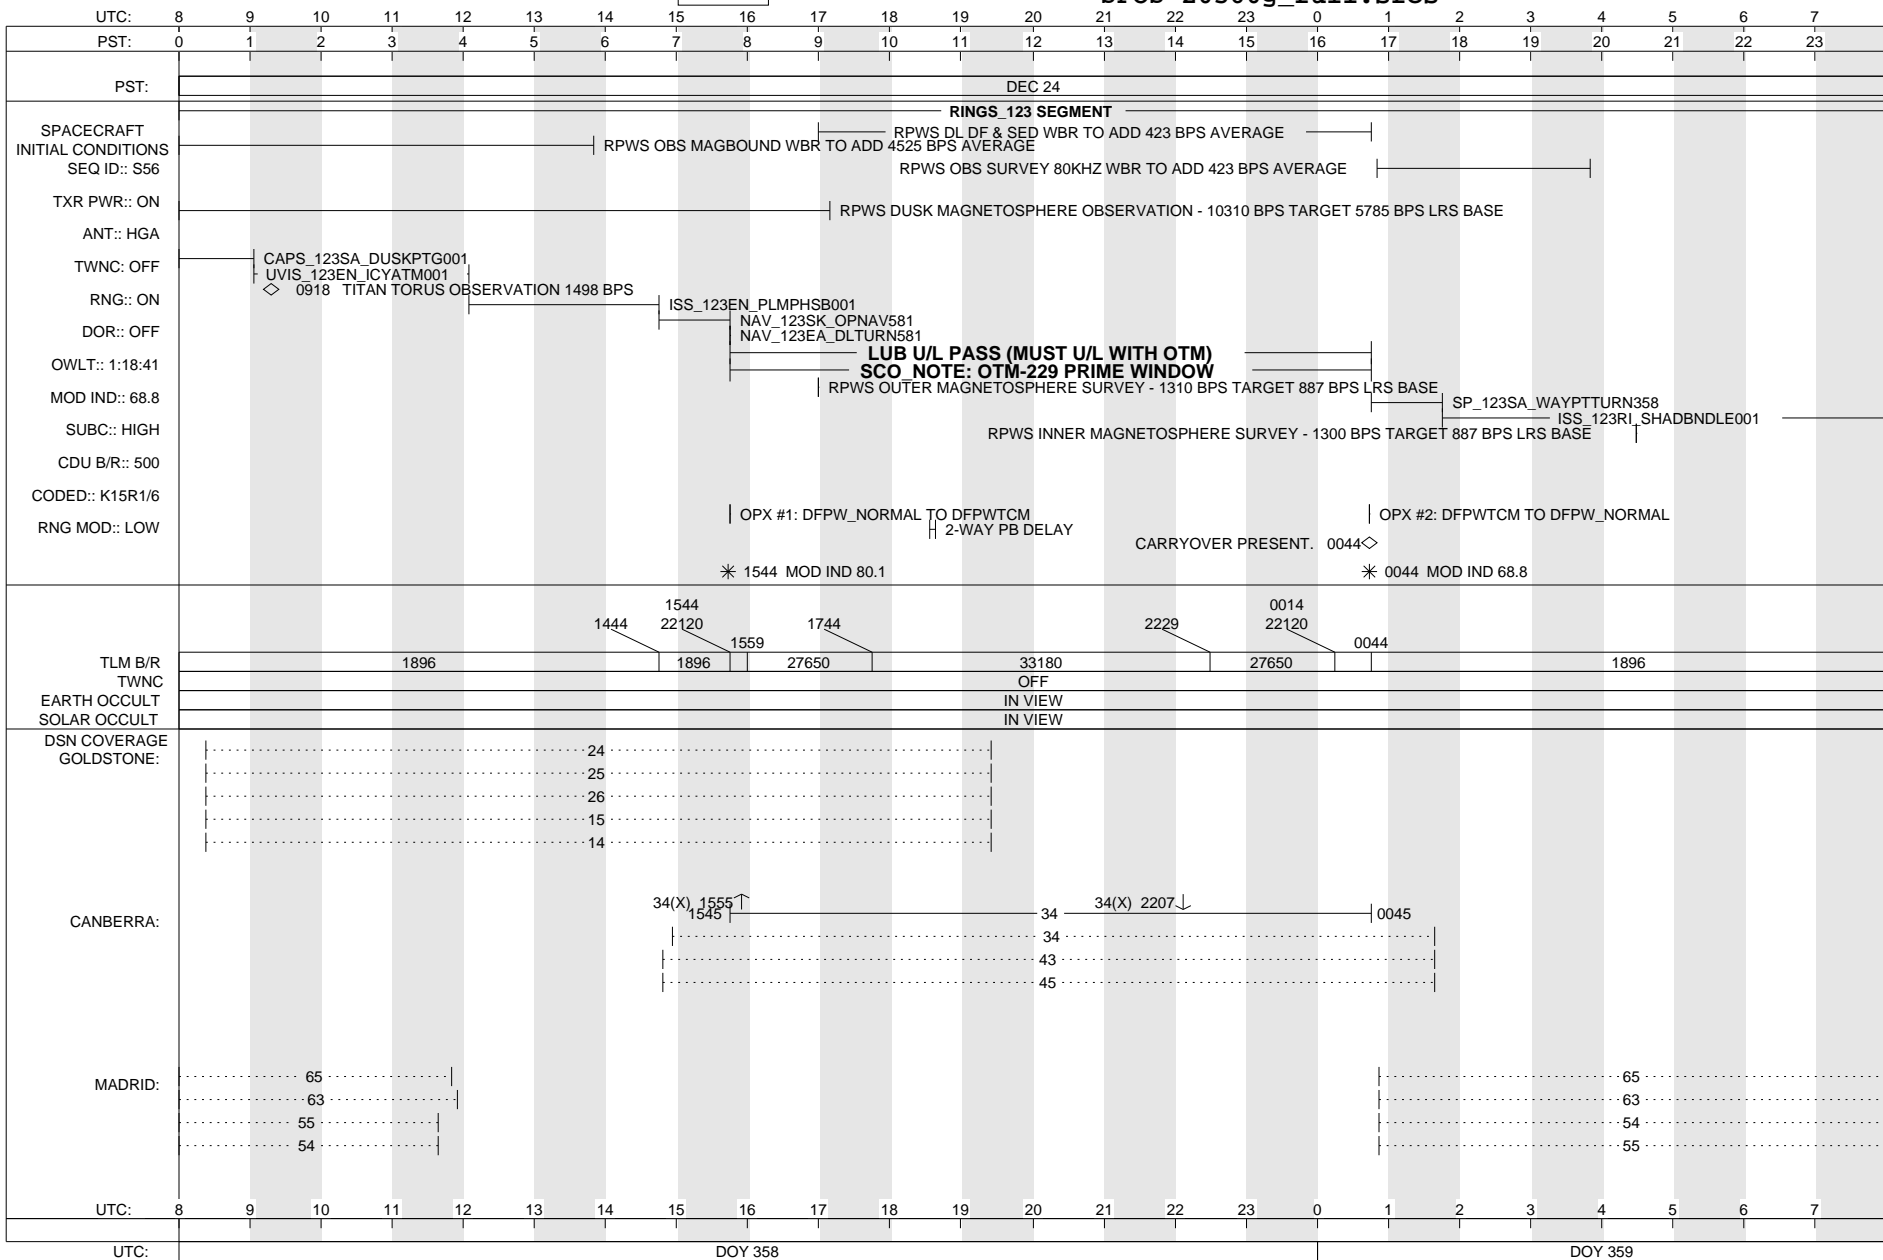 UTC: 8 9 10 11 12 13 14 15 16 17 18 19 20 21 22 23 0 1 2 3 4 5 6 7
PST: 0 1 2 3 4 5 6 7 8 9 10 11 12 13 14 15 16 17 18 19 20 21 22 23
PST: DEC 24
RINGS_123 SEGMENT
SPACECRAFT
INITIAL CONDITIONS
RPWS DL DF & SED WBR TO ADD 423 BPS AVERAGE
RPWS OBS MAGBOUND WBR TO ADD 4525 BPS AVERAGE
SEQ ID:: S56
RPWS OBS SURVEY 80KHZ WBR TO ADD 423 BPS AVERAGE
TXR PWR:: ON
RPWS DUSK MAGNETOSPHERE OBSERVATION - 10310 BPS TARGET 5785 BPS LRS BASE
ANT:: HGA
CAPS_123SA_DUSKPTG001
TWNC: OFF
UVIS_123EN_ICYATM001
0918 TITAN TORUS OBSERVATION 1498 BPS
RNG:: ON
ISS_123EN_PLMPHSB001
NAV_123SK_OPNAV581
DOR:: OFF
NAV_123EA_DLTURN581
LUB U/L PASS (MUST U/L WITH OTM)
OWLT:: 1:18:41
SCO_NOTE: OTM-229 PRIME WINDOW
RPWS OUTER MAGNETOSPHERE SURVEY - 1310 BPS TARGET 887 BPS LRS BASE
MOD IND:: 68.8
SP_123SA_WAYPTTURN358
ISS_123RI_SHADBNDLE001
SUBC:: HIGH
RPWS INNER MAGNETOSPHERE SURVEY - 1300 BPS TARGET 887 BPS LRS BASE
CDU B/R:: 500
CODED:: K15R1/6
OPX #1: DFPW_NORMAL TO DFPWTCM
OPX #2: DFPWTCM TO DFPW_NORMAL
RNG MOD:: LOW
2-WAY PB DELAY
CARRYOVER PRESENT. 0044
1544 MOD IND 80.1
0044 MOD IND 68.8
1544 0014
1444 22120 1744 2229 22120
1559 0044
TLM B/R 1896 1896 27650 33180 27650 1896
TWNC OFF
EARTH OCCULT IN VIEW
SOLAR OCCULT IN VIEW
DSN COVERAGE
GOLDSTONE:
24
25
26
15
14
34(X) 1555 34(X) 2207
CANBERRA: 1545 34 0045
34
43
45
MADRID:
65 65
63 63
55 54
54 55
UTC: 8 9 10 11 12 13 14 15 16 17 18 19 20 21 22 23 0 1 2 3 4 5 6 7
UTC: DOY 358 DOY 359